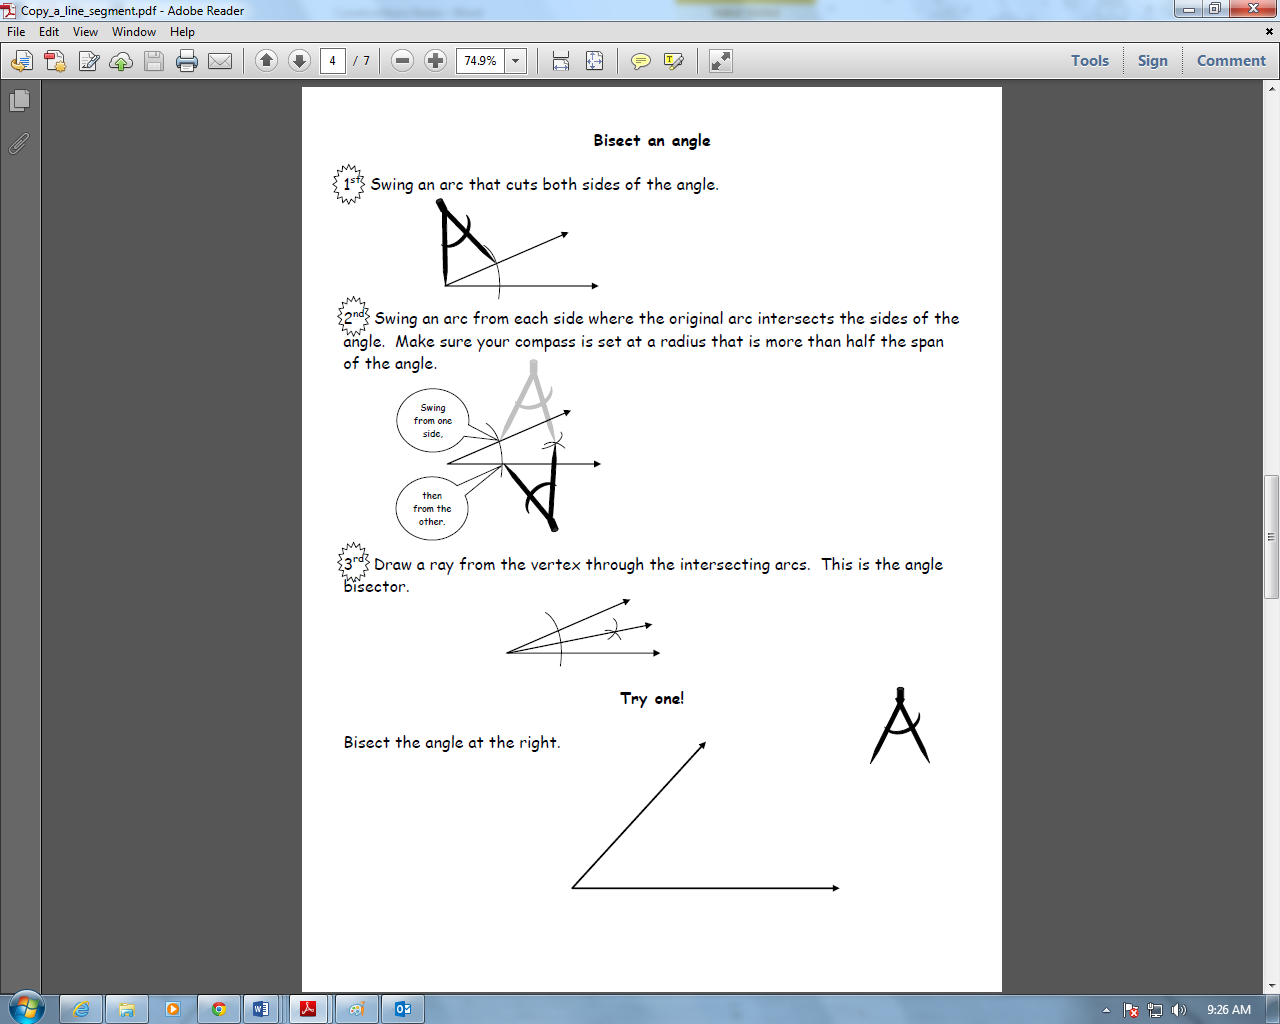 Copy_a_line_segment.pdf - Adobe Reader
File Edit View Window Help
4 / 7 74.9% Tools Sign Comment
Bisect an angle
1st Swing an arc that cuts both sides of the angle.
2nd Swing an arc from each side where the original arc intersects the sides of the
angle. Make sure your compass is set at a radius that is more than half the span
of the angle.
Swing
from one
side,
then
from the
other.
3rd Draw a ray from the vertex through the intersecting arcs. This is the angle
bisector.
Try one!
Bisect the angle at the right.
9:26 AM